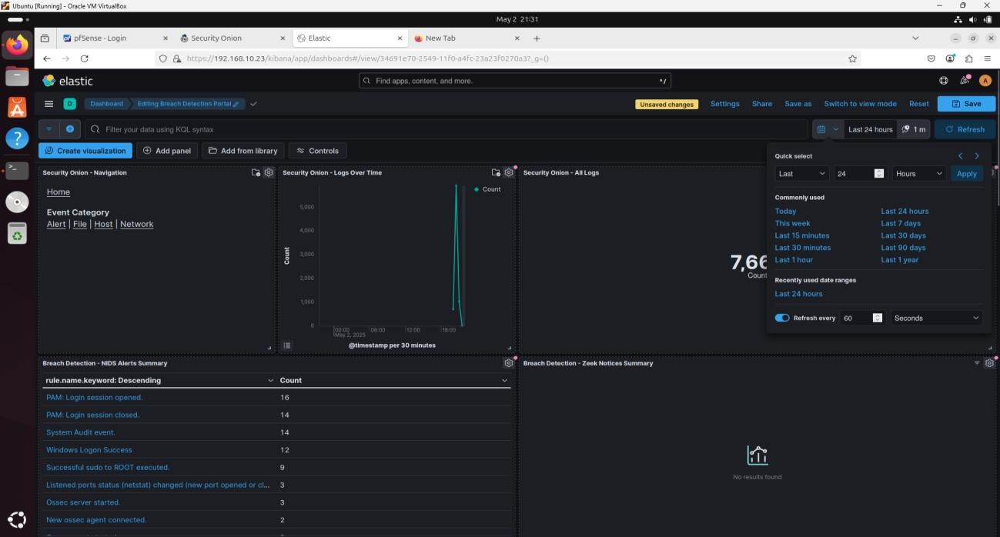 Ubuntu [Running] - Oracle VM VirtualBox
May 2 21:31
pfSense - Login
Security Onion
Elastic
New Tab
https://192.168.10.23/kibana/app/dashboards#/view/34691e70-2549-11f0-a4fc-23a23f0270a3?_g=()
elastic
Find apps, content, and more.
^/
A
D
Dashboard
Editing Breach Detection Portal
Unsaved changes
Settings
Share
Save as
Switch to view mode
Reset
Save
Filter your data using KQL syntax
Last 24 hours
1 m
Refresh
Create visualization
Add panel
Add from library
Controls
Quick select
Last
24
Hours
Apply
Commonly used
Today
Last 24 hours
This week
Last 7 days
Last 15 minutes
Last 30 days
Last 30 minutes
Last 90 days
Last 1 hour
Last 1 year
Recently used date ranges
Last 24 hours
Refresh every
60
Seconds
Security Onion - Navigation
Home
Event Category
Alert | File | Host | Network
Security Onion - Logs Over Time
Count
5,000
4,000
3,000
2,000
1,000
0
Count
00:00
06:00
12:00
18:00
May 2, 2025
@timestamp per 30 minutes
Security Onion - All Logs
7,66
Count
Breach Detection - NIDS Alerts Summary
rule.name.keyword: Descending
Count
PAM: Login session opened.
16
PAM: Login session closed.
14
System Audit event.
14
Windows Logon Success
12
Successful sudo to ROOT executed.
9
Listened ports status (netstat) changed (new port opened or cl...
3
Ossec server started.
3
New ossec agent connected.
2
Breach Detection - Zeek Notices Summary
No results found